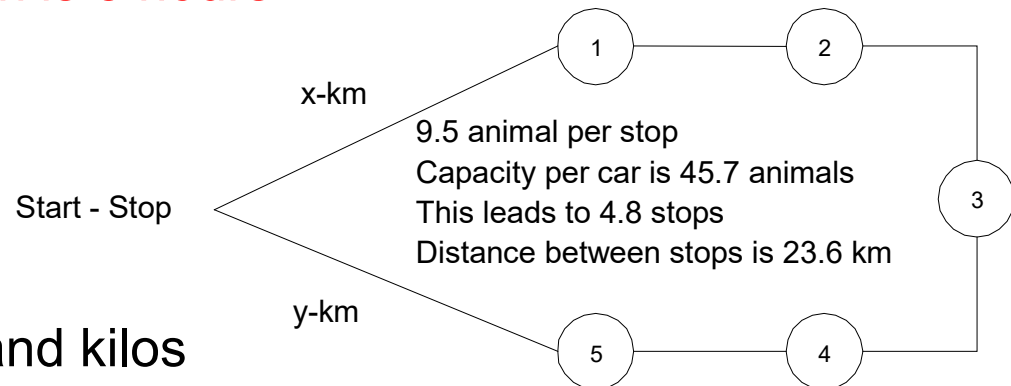 1
2
x-km
9.5 animal per stop
Capacity per car is 45.7 animals
3
Start - Stop
This leads to 4.8 stops
Distance between stops is 23.6 km
y-km
and kilos
5
4